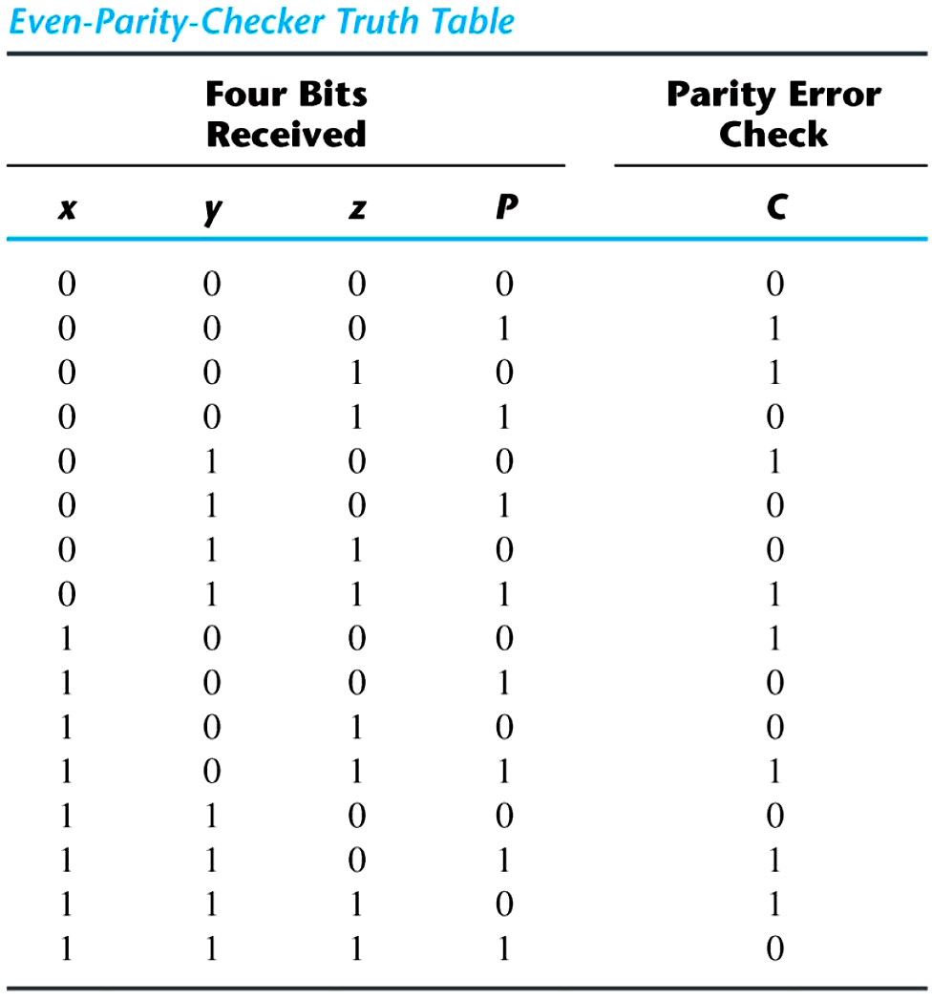 Even-Parity-Checker Truth Table
Four Bits Received Parity Error Check
x y z P C
0 0 0 0 0
0 0 0 1 1
0 0 1 0 1
0 0 1 1 0
0 1 0 0 1
0 1 0 1 0
0 1 1 0 0
0 1 1 1 1
1 0 0 0 1
1 0 0 1 0
1 0 1 0 0
1 0 1 1 1
1 1 0 0 0
1 1 0 1 1
1 1 1 0 1
1 1 1 1 0